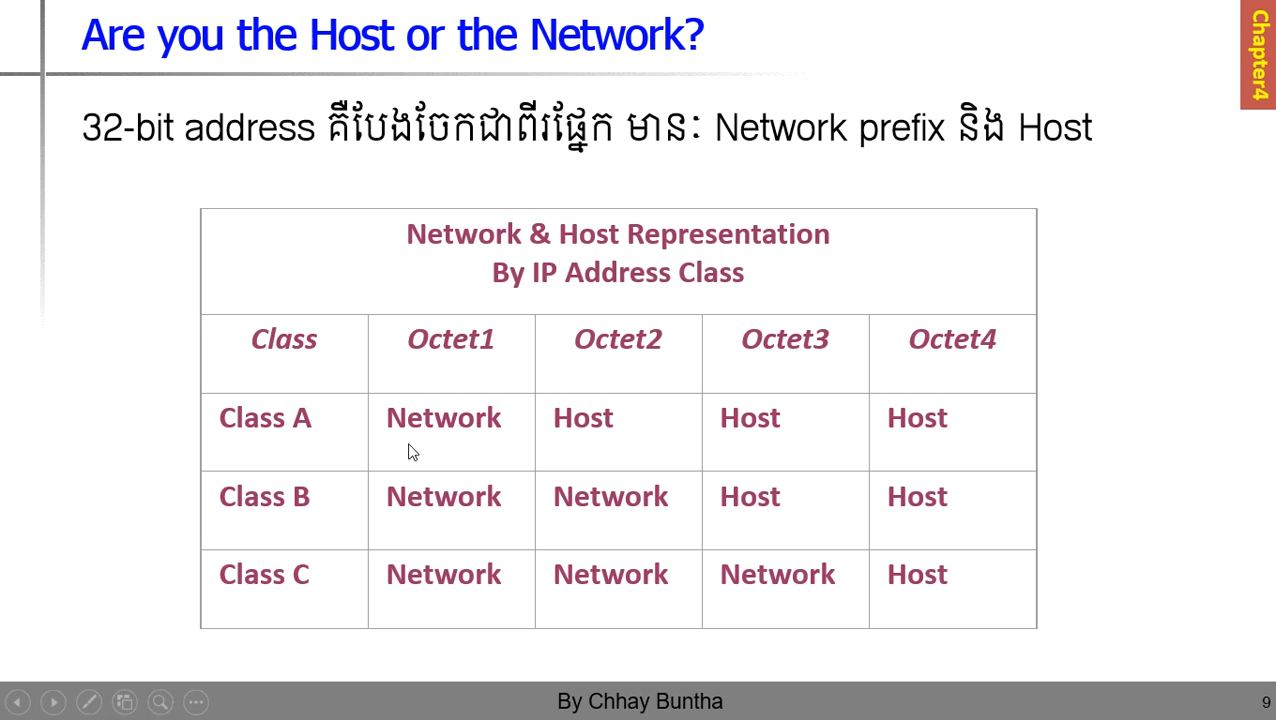 Are you the Host or the Network?
Chapter4
32-bit address គឺបែងចែកជាពីរផ្នែក មានៈ Network prefix និង Host
Network & Host Representation
By IP Address Class
Class Octet1 Octet2 Octet3 Octet4
Class A Network Host Host Host
Class B Network Network Host Host
Class C Network Network Network Host
By Chhay Buntha
9